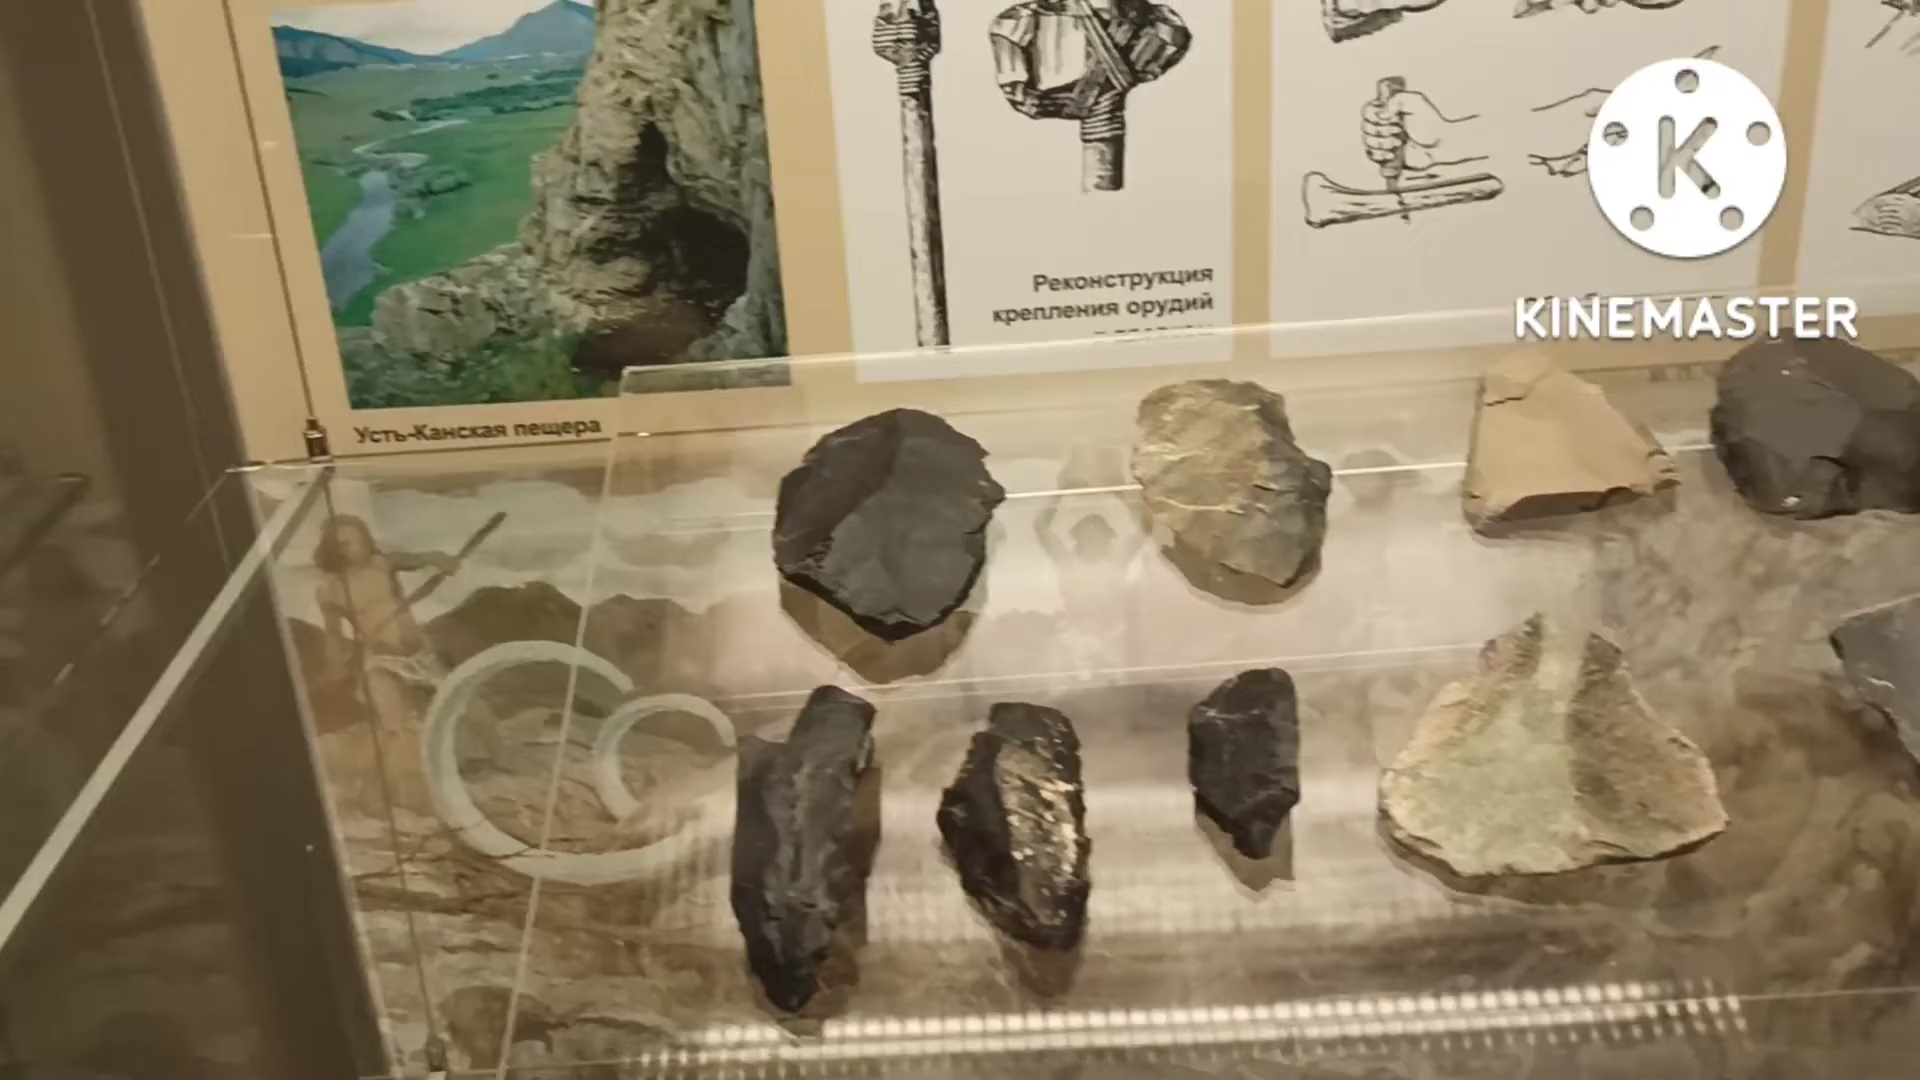 Реконструкция
крепления орудий
Усть-Канская пещера
K
KINEMASTER